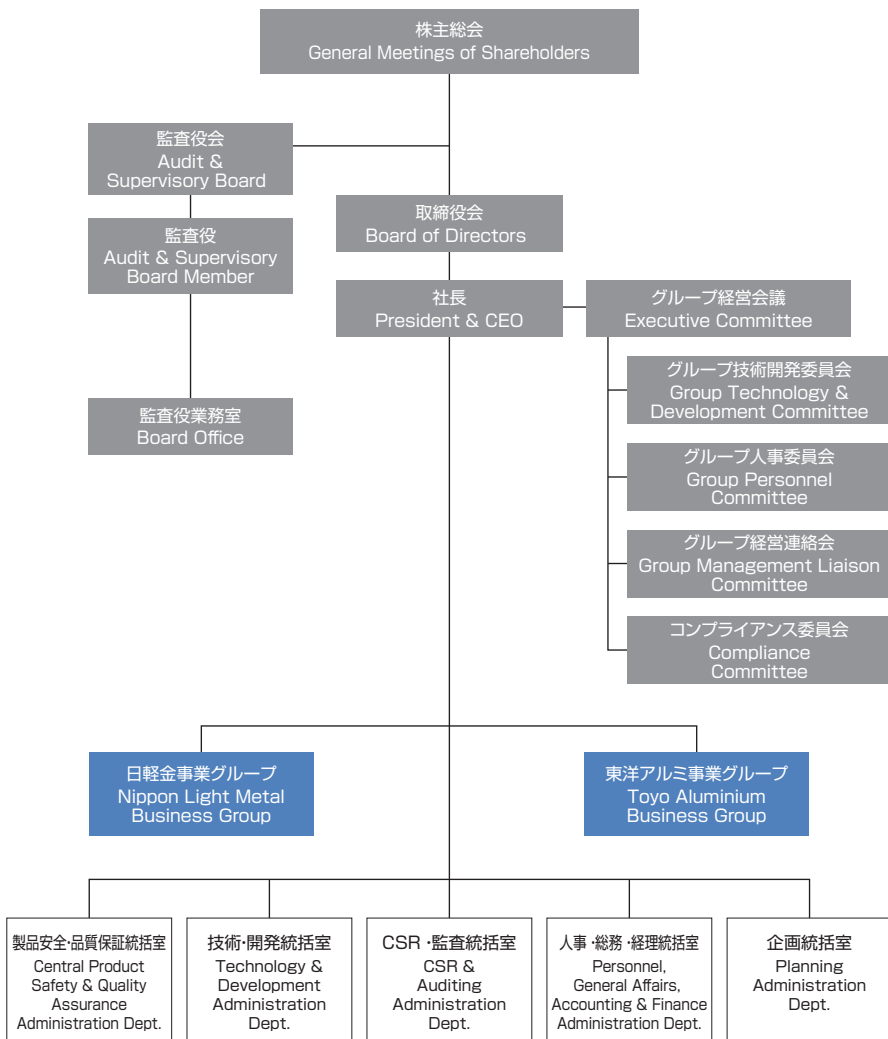 株主総会
General Meetings of Shareholders
監査役会
Audit &
Supervisory Board
取締役会
Board of Directors
監査役
Audit & Supervisory
Board Member
社長
President & CEO
グループ経営会議
Executive Committee
グループ技術開発委員会
Group Technology &
Development Committee
監査役業務室
Board Office
グループ人事委員会
Group Personnel
Committee
グループ経営連絡会
Group Management Liaison
Committee
コンプライアンス委員会
Compliance
Committee
日軽金事業グループ
Nippon Light Metal
Business Group
東洋アルミ事業グループ
Toyo Aluminium
Business Group
製品安全・品質保証統括室
Central Product
Safety & Quality
Assurance
Administration Dept.
技術・開発統括室
Technology &
Development
Administration
Dept.
CSR・監査統括室
CSR &
Auditing
Administration
Dept.
人事・総務・経理統括室
Personnel,
General Affairs,
Accounting & Finance
Administration Dept.
企画統括室
Planning
Administration
Dept.